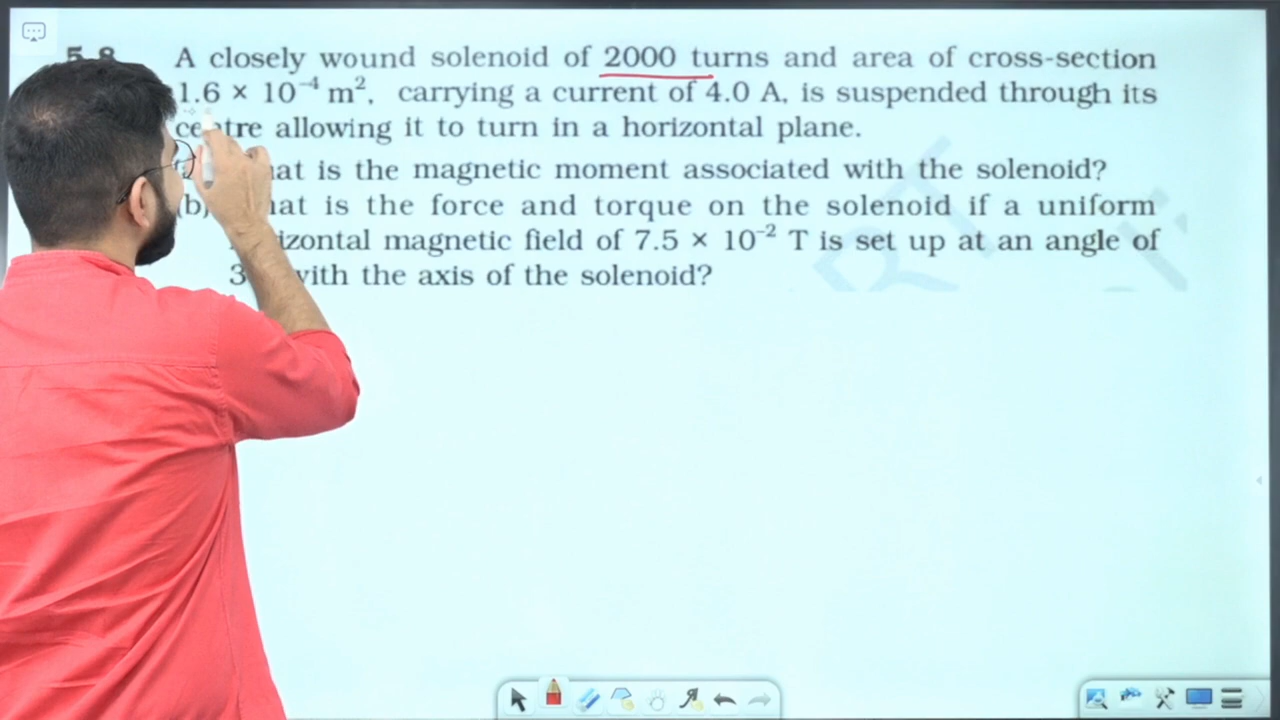 5.8 A closely wound solenoid of 2000 turns and area of cross-section
1.6 × 10⁻⁴ m², carrying a current of 4.0 A, is suspended through its
centre allowing it to turn in a horizontal plane.
is the magnetic moment associated with the solenoid?
(b) is the force and torque on the solenoid if a uniform
magnetic field of 7.5 × 10⁻² T is set up at an angle of
with the axis of the solenoid?